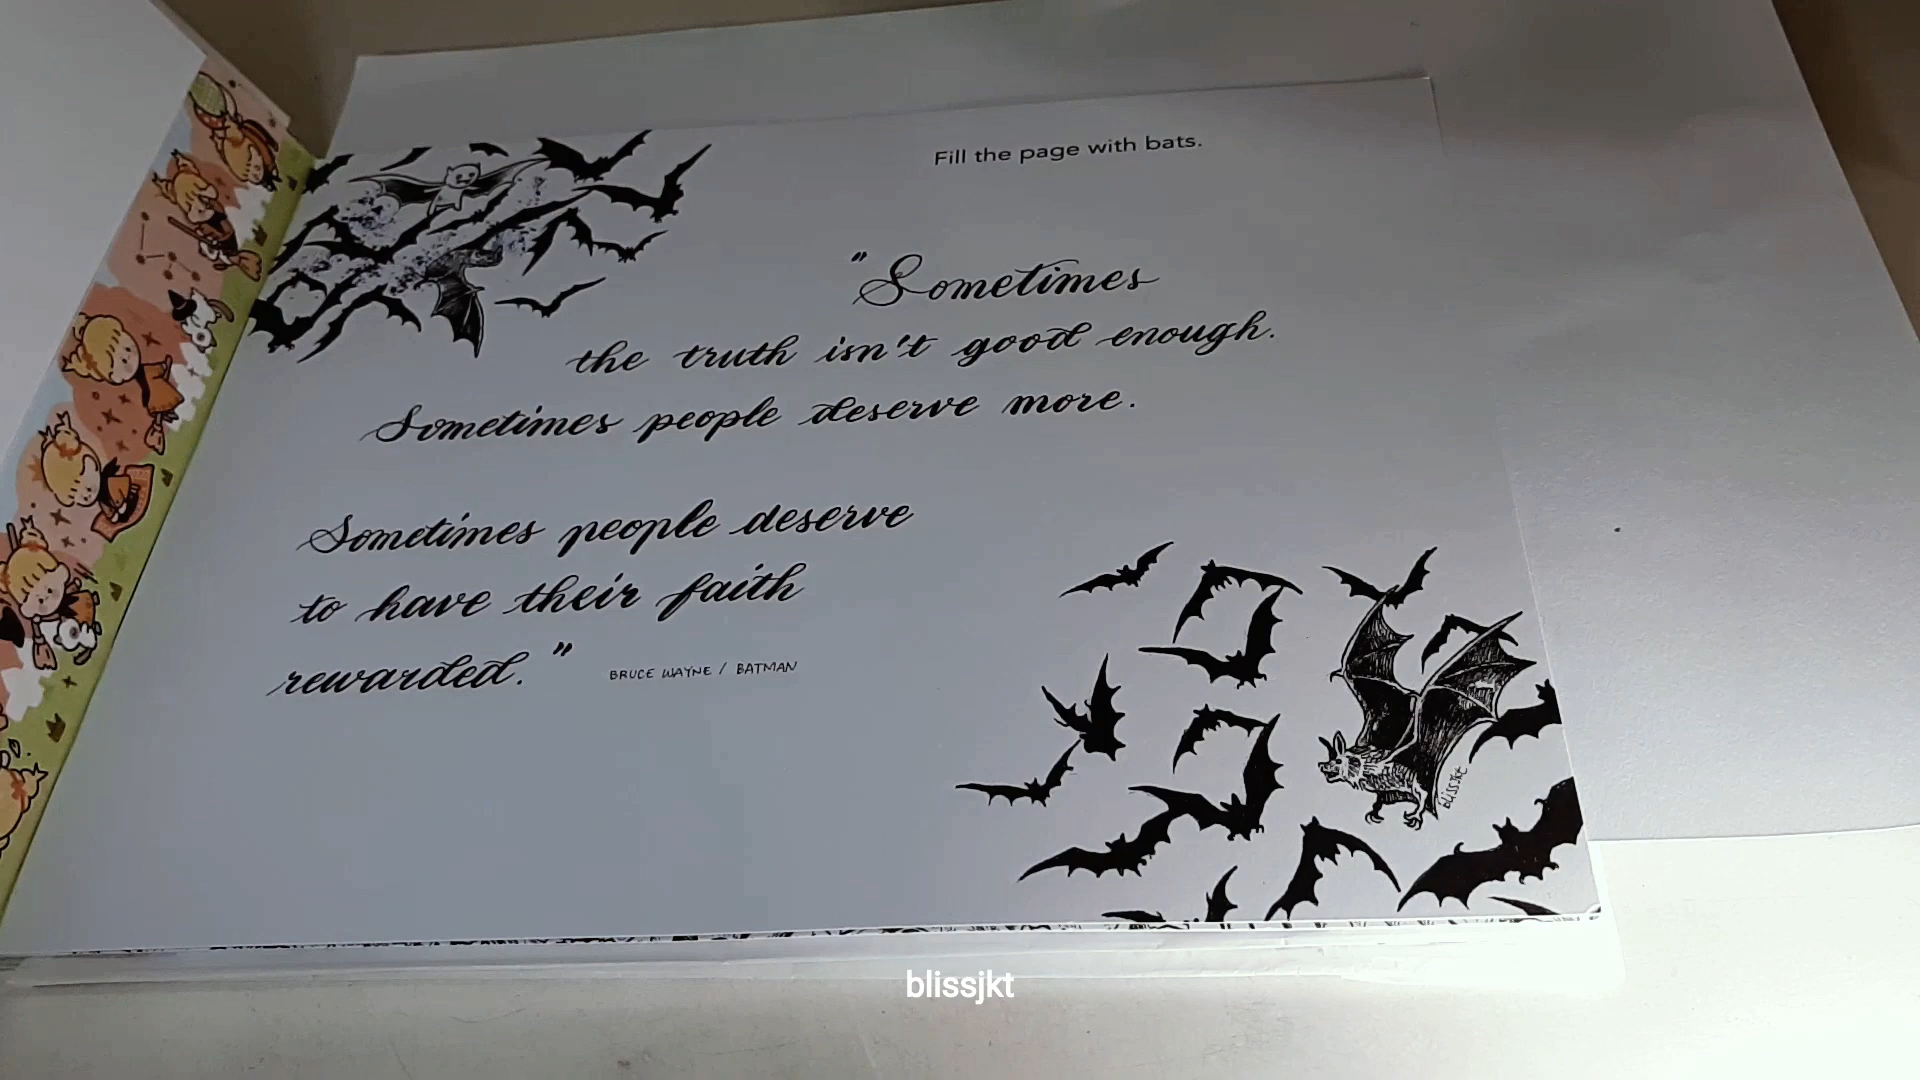 Fill the page with bats.
"Sometimes
the truth isn't good enough.
Sometimes people deserve more.
Sometimes people deserve
to have their faith
rewarded."
BRUCE WAYNE / BATMAN
blissjkt
blissjkt